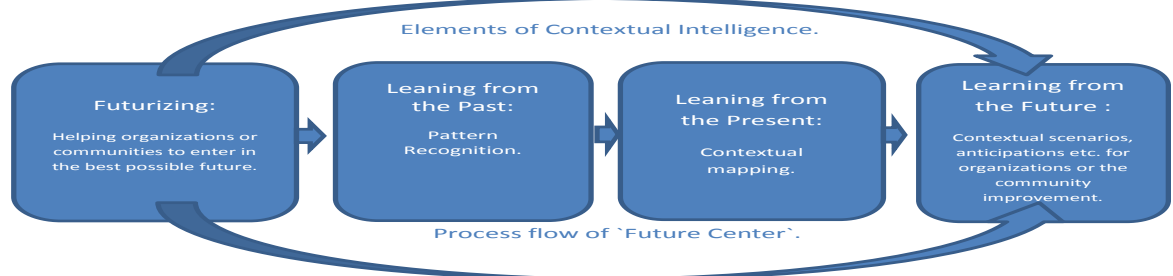 Elements of Contextual Intelligence.
Futurizing:
Helping organizations or
communities to enter in
the best possible future.
Leaning from
the Past:
Pattern
Recognition.
Leaning from
the Present:
Contextual
mapping.
Learning from
the Future :
Contextual scenarios,
anticipations etc. for
organizations or the
community
improvement.
Process flow of `Future Center`.